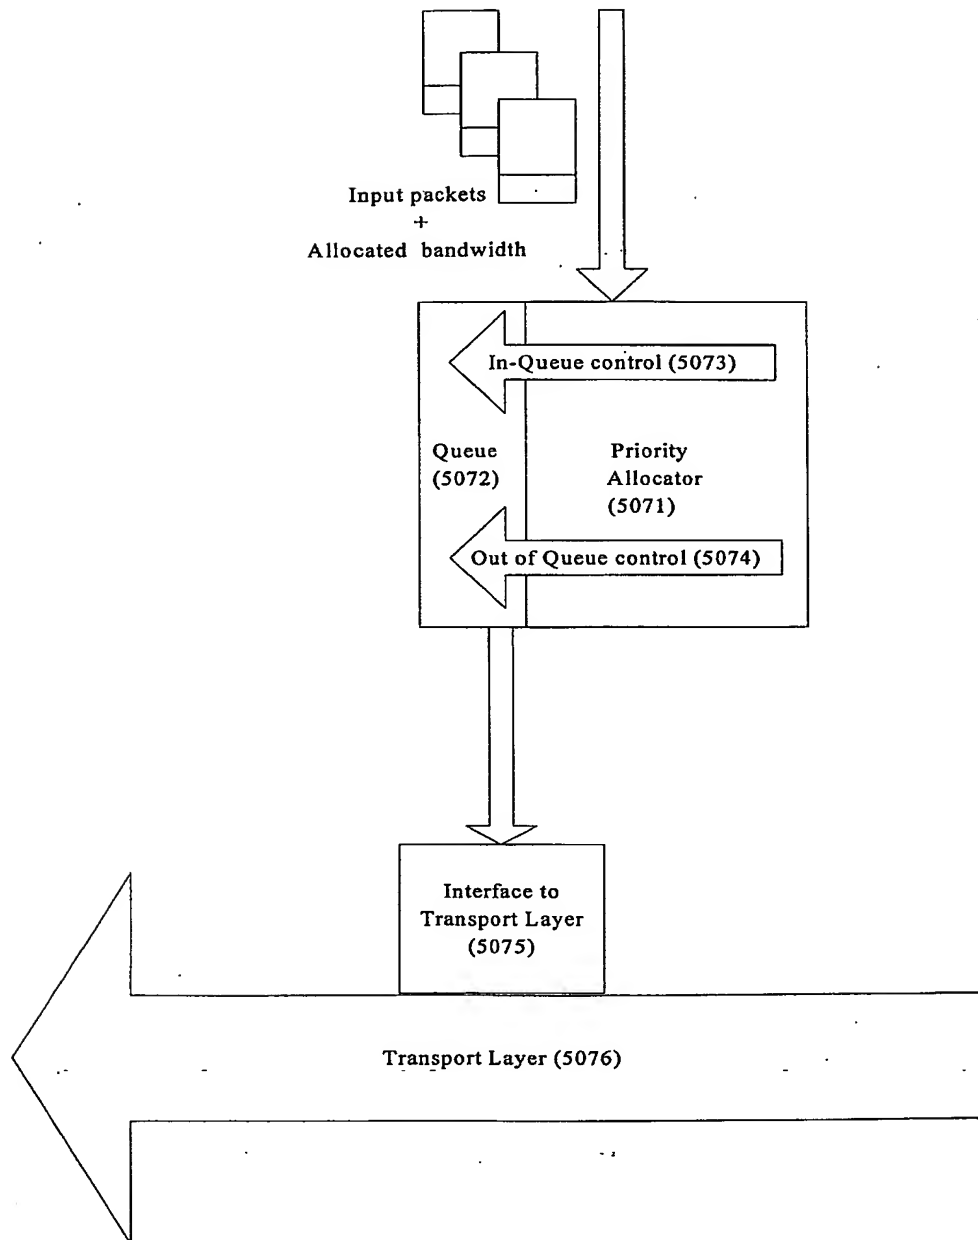 Input packets
+
Allocated bandwidth
In-Queue control (5073)
Queue
(5072)
Priority
Allocator
(5071)
Out of Queue control (5074)
Interface to
Transport Layer
(5075)
Transport Layer (5076)